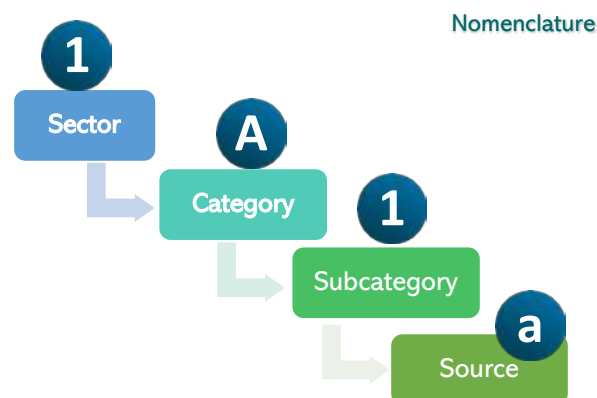 Nomenclature
1
Sector
A
Category
1
Subcategory
a
Source